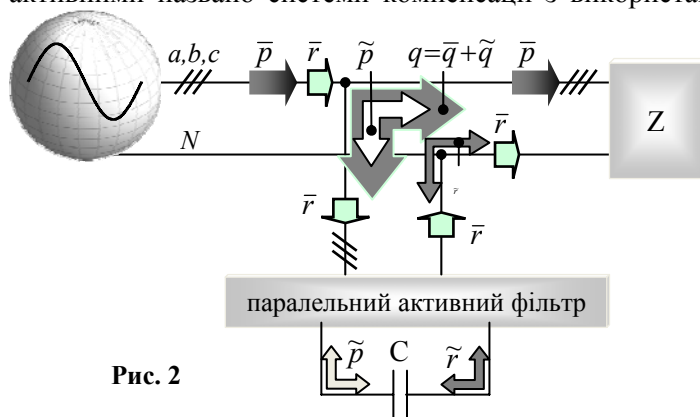 активними названо системи компенсації з використа
a,b,c p̅ r̅ p̃ q=q̅+q̃ p̅
Z
N r̅
r̅ r̅
паралельний активний фільтр
p̃ C r̃
Рис. 2